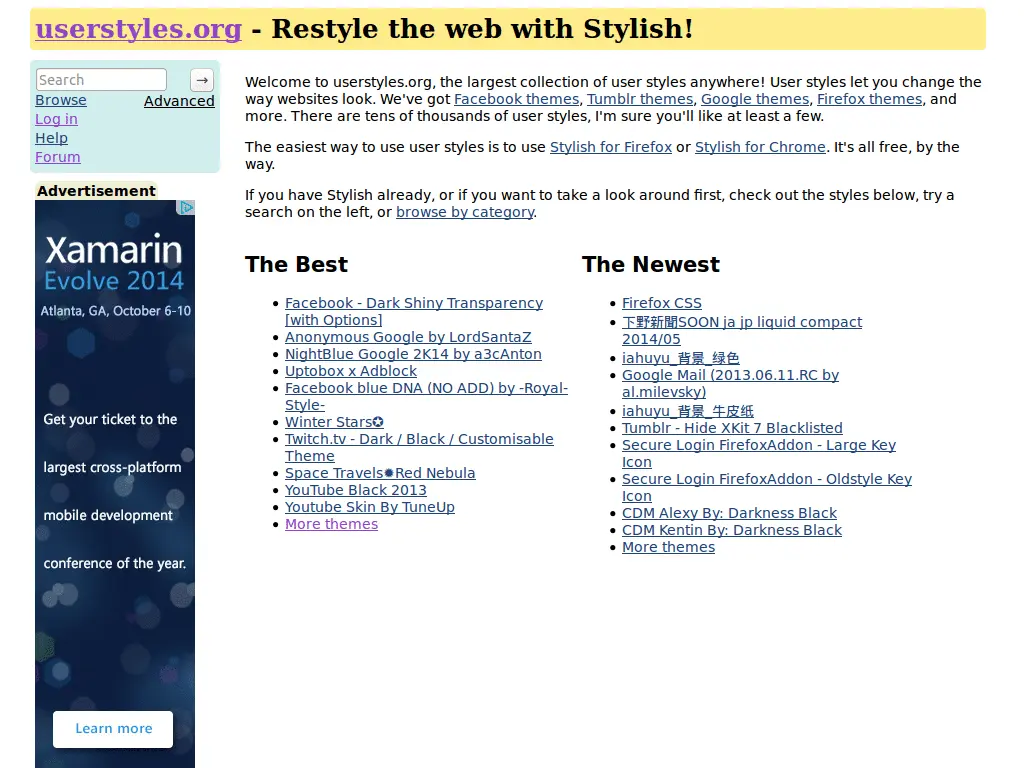 userstyles.org - Restyle the web with Stylish!
Search
→
Browse
Advanced
Log in
Help
Forum
Advertisement
Xamarin
Evolve 2014
Atlanta, GA, October 6-10
Get your ticket to the
largest cross-platform
mobile development
conference of the year.
Learn more
Welcome to userstyles.org, the largest collection of user styles anywhere! User styles let you change the
way websites look. We've got Facebook themes, Tumblr themes, Google themes, Firefox themes, and
more. There are tens of thousands of user styles, I'm sure you'll like at least a few.
The easiest way to use user styles is to use Stylish for Firefox or Stylish for Chrome. It's all free, by the
way.
If you have Stylish already, or if you want to take a look around first, check out the styles below, try a
search on the left, or browse by category.
The Best
Facebook - Dark Shiny Transparency
[with Options]
Anonymous Google by LordSantaZ
NightBlue Google 2K14 by a3cAnton
Uptobox x Adblock
Facebook blue DNA (NO ADD) by -Royal-
Style-
Winter Stars✪
Twitch.tv - Dark / Black / Customisable
Theme
Space Travels✹Red Nebula
YouTube Black 2013
Youtube Skin By TuneUp
More themes
The Newest
Firefox CSS
下野新聞SOON ja jp liquid compact
2014/05
iahuyu_背景_绿色
Google Mail (2013.06.11.RC by
al.milevsky)
iahuyu_背景_牛皮纸
Tumblr - Hide XKit 7 Blacklisted
Secure Login FirefoxAddon - Large Key
Icon
Secure Login FirefoxAddon - Oldstyle Key
Icon
CDM Alexy By: Darkness Black
CDM Kentin By: Darkness Black
More themes